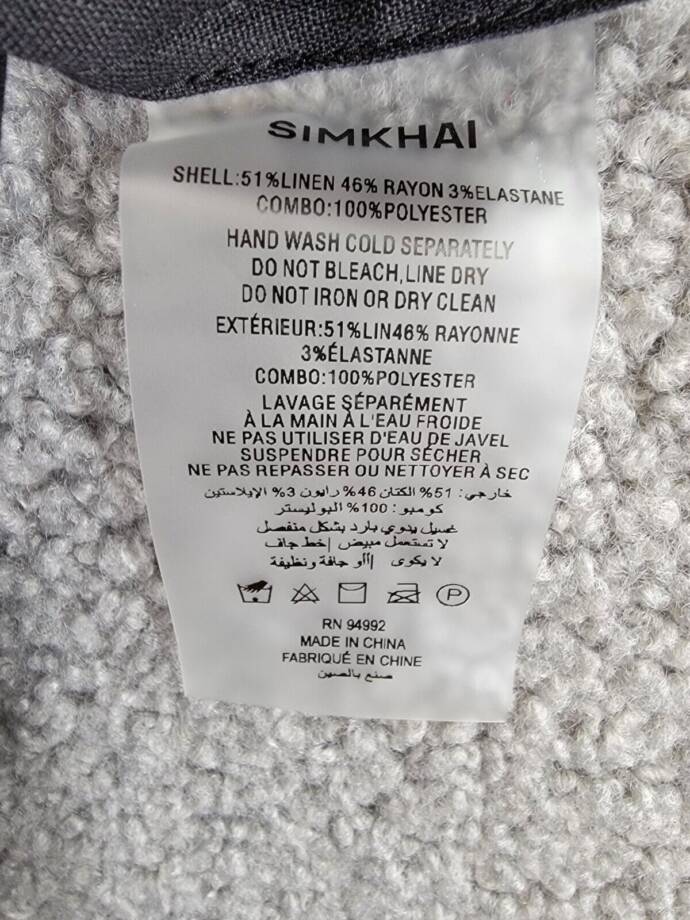 SIMKHAI
SHELL:51%LINEN 46% RAYON 3%ELASTANE
COMBO:100%POLYESTER
HAND WASH COLD SEPARATELY
DO NOT BLEACH,LINE DRY
DO NOT IRON OR DRY CLEAN
EXTÉRIEUR:51%LIN46% RAYONNE
3%ÉLASTANNE
COMBO:100%POLYESTER
LAVAGE SÉPARÉMENT
À LA MAIN À L'EAU FROIDE
NE PAS UTILISER D'EAU DE JAVEL
SUSPENDRE POUR SÉCHER
NE PAS REPASSER OU NETTOYER À SEC
خارجي: 51% الكتان 46% رايون 3% الإيلاستين
كومبو: 100% البوليستر
غسيل يدوي بارد بشكل منفصل
لا تستعمل مبيض إخط جاف
لا يكوى إأو جافة ونظيفة
P
RN 94992
MADE IN CHINA
FABRIQUÉ EN CHINE
صنع بالصين